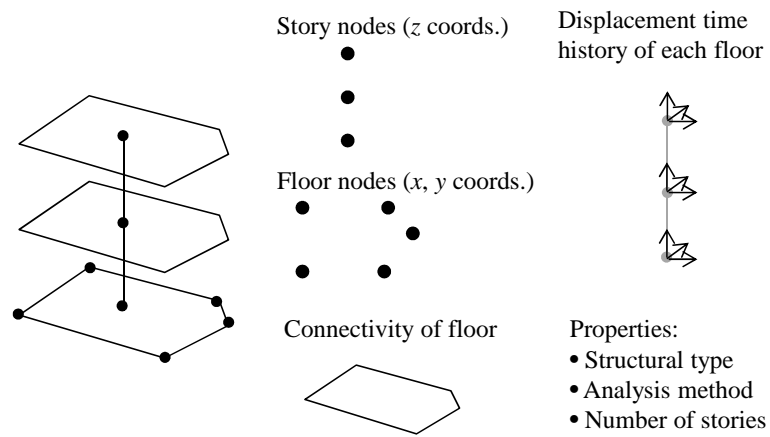 Story nodes (z coords.)
Floor nodes (x, y coords.)
Connectivity of floor
Displacement time
history of each floor
Properties:
• Structural type
• Analysis method
• Number of stories